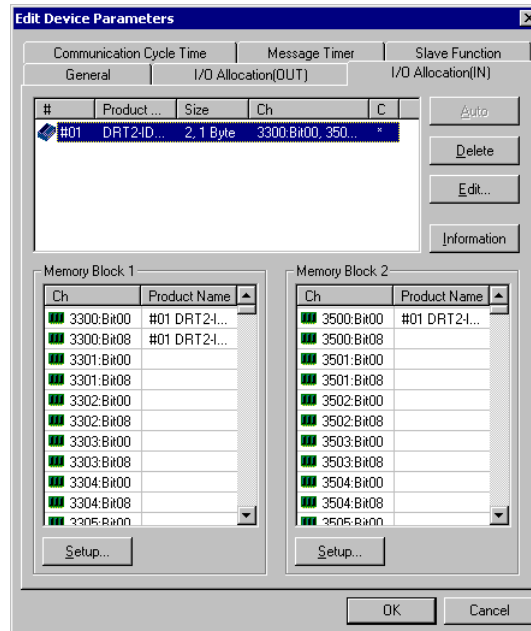 Edit Device Parameters
Communication Cycle Time Message Timer Slave Function
General I/O Allocation(OUT) I/O Allocation(IN)
# Product ... Size Ch C
#01 DRT2-ID... 2, 1 Byte 3300:Bit00, 350... *
Auto
Delete
Edit...
Information
Memory Block 1
Ch Product Name
3300:Bit00 #01 DRT2-I...
3300:Bit08 #01 DRT2-I...
3301:Bit00
3301:Bit08
3302:Bit00
3302:Bit08
3303:Bit00
3303:Bit08
3304:Bit00
3304:Bit08
3305:Bit00
Setup...
Memory Block 2
Ch Product Name
3500:Bit00 #01 DRT2-I...
3500:Bit08
3501:Bit00
3501:Bit08
3502:Bit00
3502:Bit08
3503:Bit00
3503:Bit08
3504:Bit00
3504:Bit08
3505:Bit00
Setup...
OK Cancel